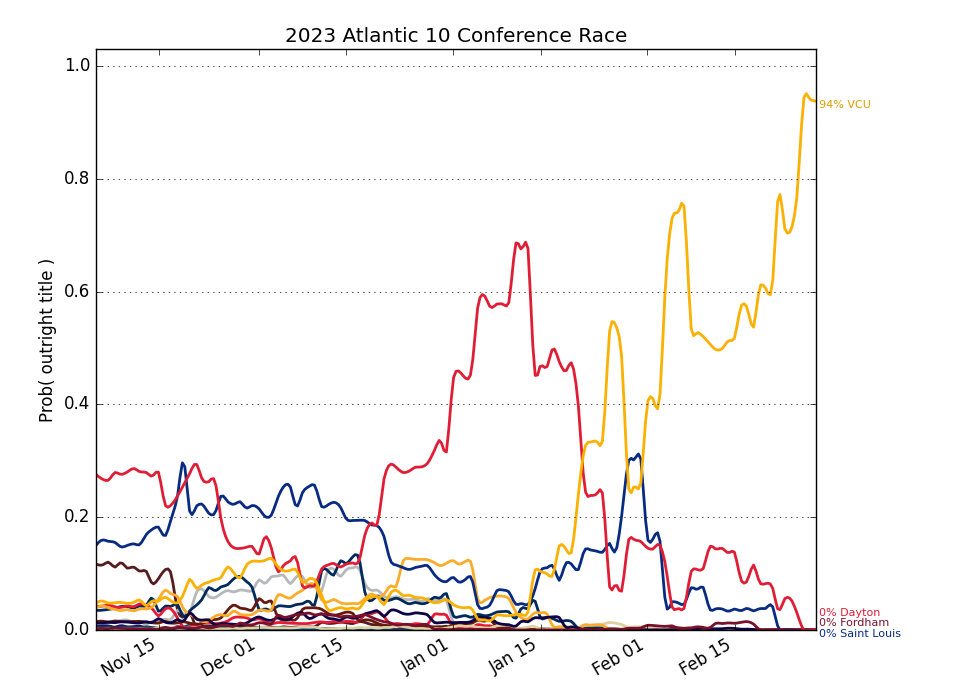 2023 Atlantic 10 Conference Race
Prob( outright title )
1.0
0.8
0.6
0.4
0.2
0.0
Nov 15
Dec 01
Dec 15
Jan 01
Jan 15
Feb 01
Feb 15
94% VCU
0% Dayton
0% Fordham
0% Saint Louis